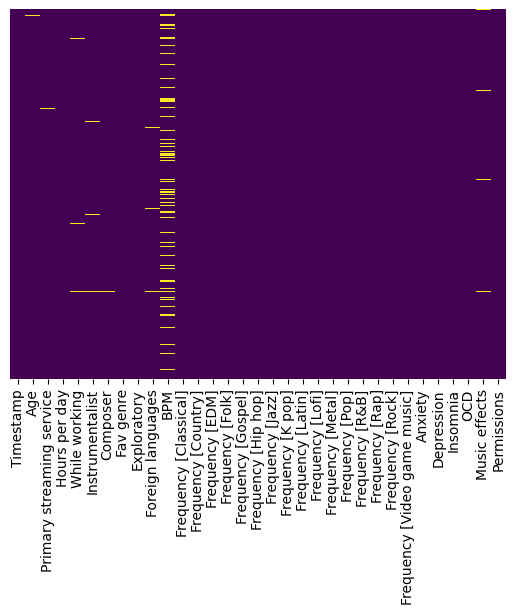 Timestamp
Age
Primary streaming service
Hours per day
While working
Instrumentalist
Composer
Fav genre
Exploratory
Foreign languages
BPM
Frequency [Classical]
Frequency [Country]
Frequency [EDM]
Frequency [Folk]
Frequency [Gospel]
Frequency [Hip hop]
Frequency [Jazz]
Frequency [K pop]
Frequency [Latin]
Frequency [Lofi]
Frequency [Metal]
Frequency [Pop]
Frequency [R&B]
Frequency [Rap]
Frequency [Rock]
Frequency [Video game music]
Anxiety
Depression
Insomnia
OCD
Music effects
Permissions